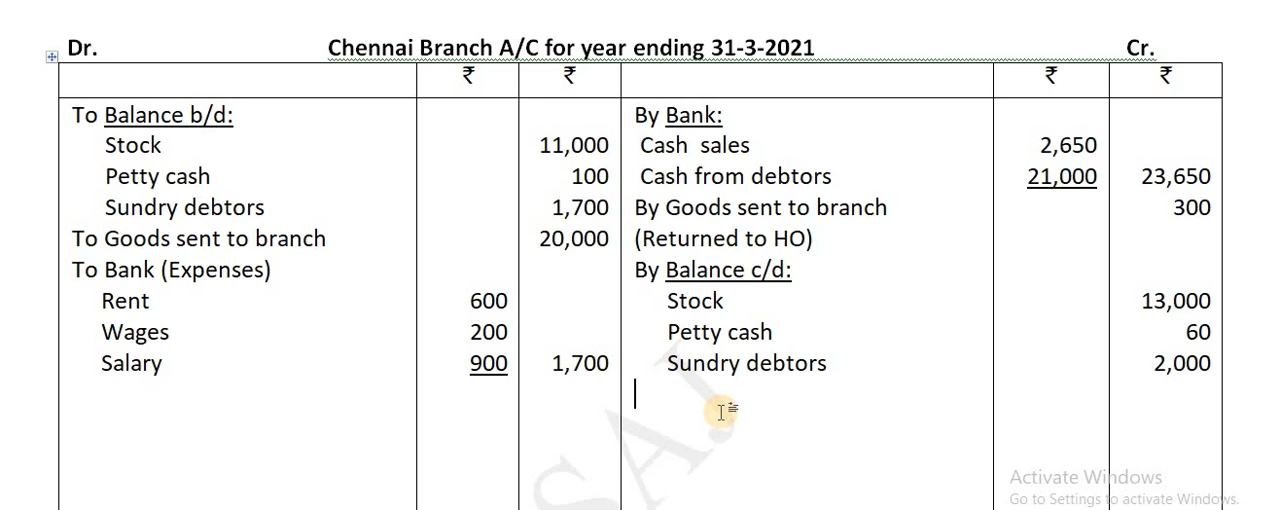 Dr. Chennai Branch A/C for year ending 31-3-2021 Cr.
₹ ₹ ₹ ₹
To Balance b/d: By Bank:
Stock 11,000 Cash sales 2,650
Petty cash 100 Cash from debtors 21,000 23,650
Sundry debtors 1,700 By Goods sent to branch 300
To Goods sent to branch 20,000 (Returned to HO)
To Bank (Expenses) By Balance c/d:
Rent 600 Stock 13,000
Wages 200 Petty cash 60
Salary 900 1,700 Sundry debtors 2,000
SAJ
Activate Windows
Go to Settings to activate Windows.